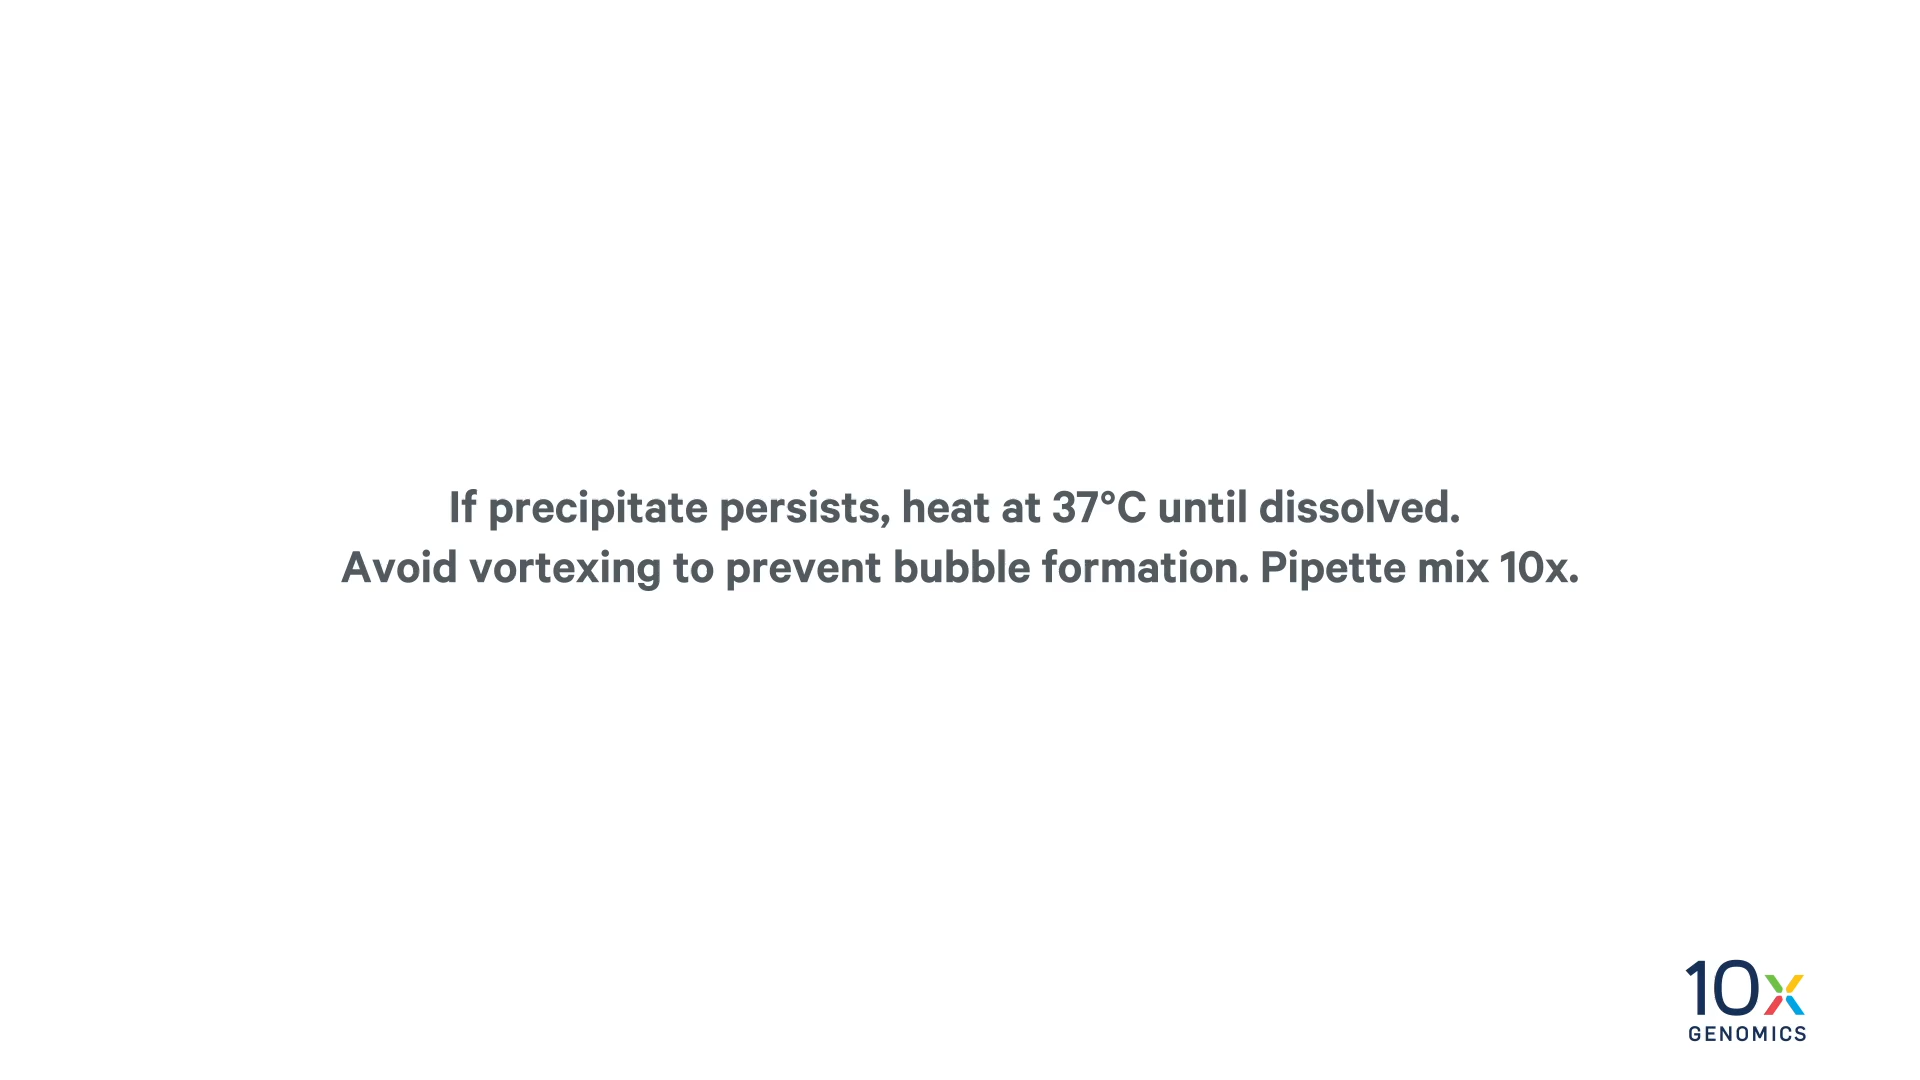 If precipitate persists, heat at 37°C until dissolved.
Avoid vortexing to prevent bubble formation. Pipette mix 10x.
10x
GENOMICS